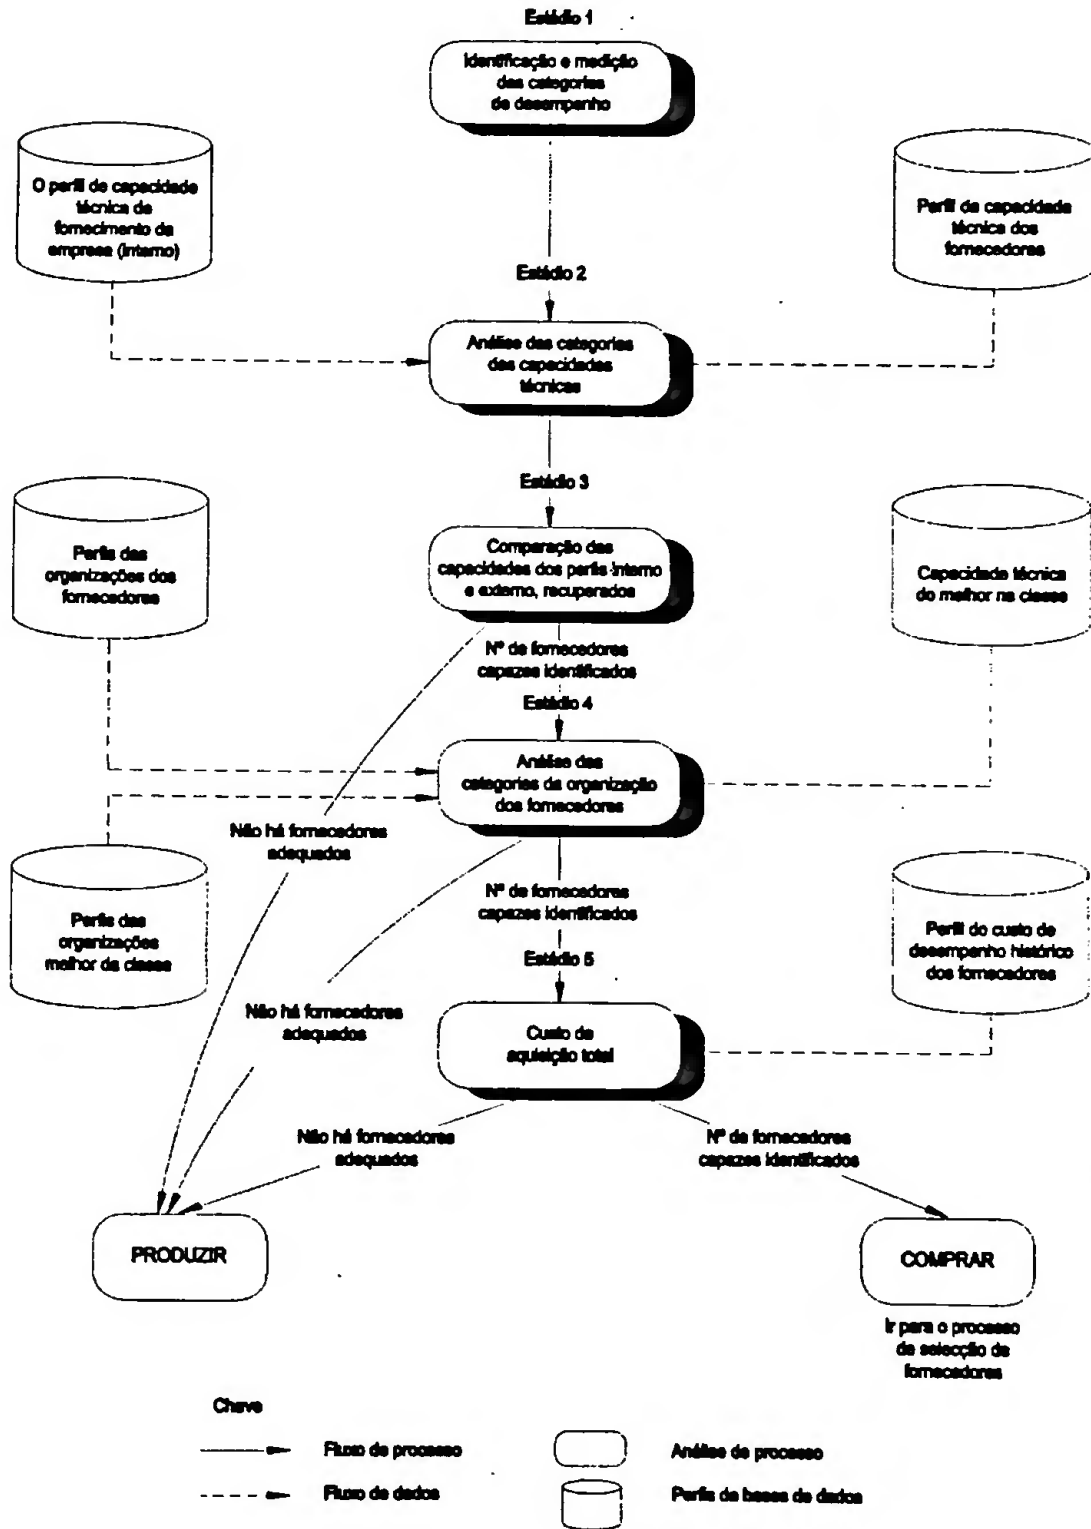 Estádio 1
Identificação e medição
das categorias
de desempenho
O perfil de capacidade
técnica de
fornecimento da
empresa (interno)
Perfil da capacidade
técnica dos
fornecedores
Estádio 2
Análise das categorias
das capacidades
técnicas
Estádio 3
Perfis das
organizações dos
fornecedores
Comparação das
capacidades dos perfis interno
e externo, recuperados
Capacidade técnica
do melhor na classe
Nº de fornecedores
capazes identificados
Estádio 4
Análise das
categorias da organização
dos fornecedores
Não há fornecedores
adequados
Perfis das
organizações
melhor da classe
Nº de fornecedores
capazes identificados
Perfil do custo de
desempenho histórico
dos fornecedores
Estádio 5
Não há fornecedores
adequados
Custo de
aquisição total
Não há fornecedores
adequados
Nº de fornecedores
capazes identificados
PRODUZIR
COMPRAR
Ir para o processo
de selecção de
fornecedores
Chave
Fluxo de processo
Análise de processo
Fluxo de dados
Perfis de bases de dados